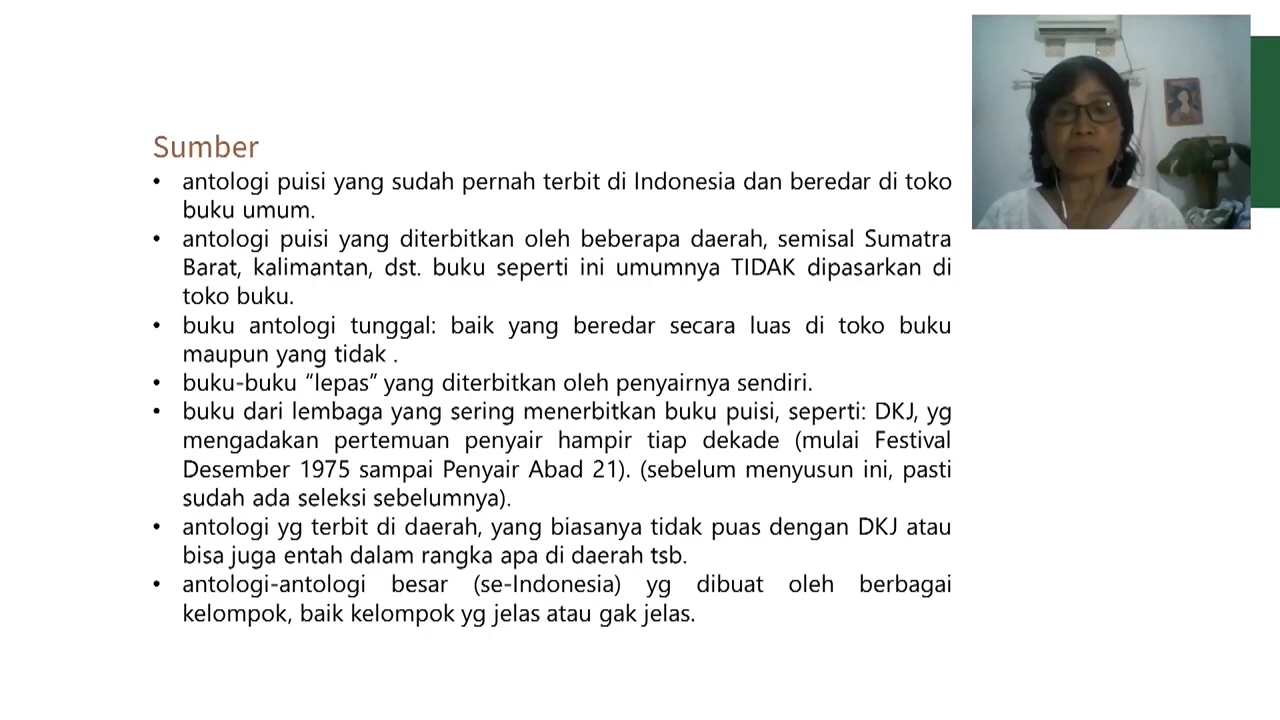 Sumber
• antologi puisi yang sudah pernah terbit di Indonesia dan beredar di toko
buku umum.
• antologi puisi yang diterbitkan oleh beberapa daerah, semisal Sumatra
Barat, kalimantan, dst. buku seperti ini umumnya TIDAK dipasarkan di
toko buku.
• buku antologi tunggal: baik yang beredar secara luas di toko buku
maupun yang tidak .
• buku-buku “lepas” yang diterbitkan oleh penyairnya sendiri.
• buku dari lembaga yang sering menerbitkan buku puisi, seperti: DKJ, yg
mengadakan pertemuan penyair hampir tiap dekade (mulai Festival
Desember 1975 sampai Penyair Abad 21). (sebelum menyusun ini, pasti
sudah ada seleksi sebelumnya).
• antologi yg terbit di daerah, yang biasanya tidak puas dengan DKJ atau
bisa juga entah dalam rangka apa di daerah tsb.
• antologi-antologi besar (se-Indonesia) yg dibuat oleh berbagai
kelompok, baik kelompok yg jelas atau gak jelas.